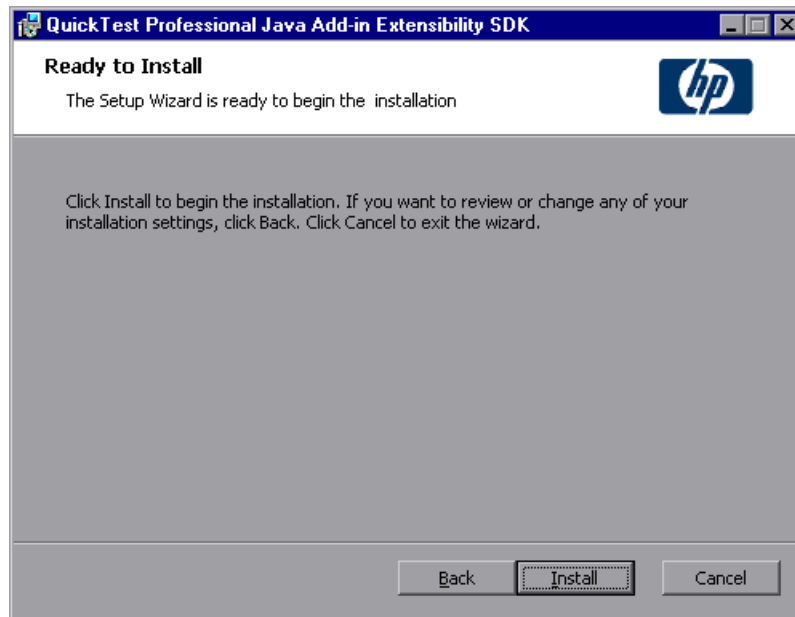 QuickTest Professional Java Add-in Extensibility SDK
Ready to Install
The Setup Wizard is ready to begin the installation
hp
Click Install to begin the installation. If you want to review or change any of your
installation settings, click Back. Click Cancel to exit the wizard.
Back Install Cancel